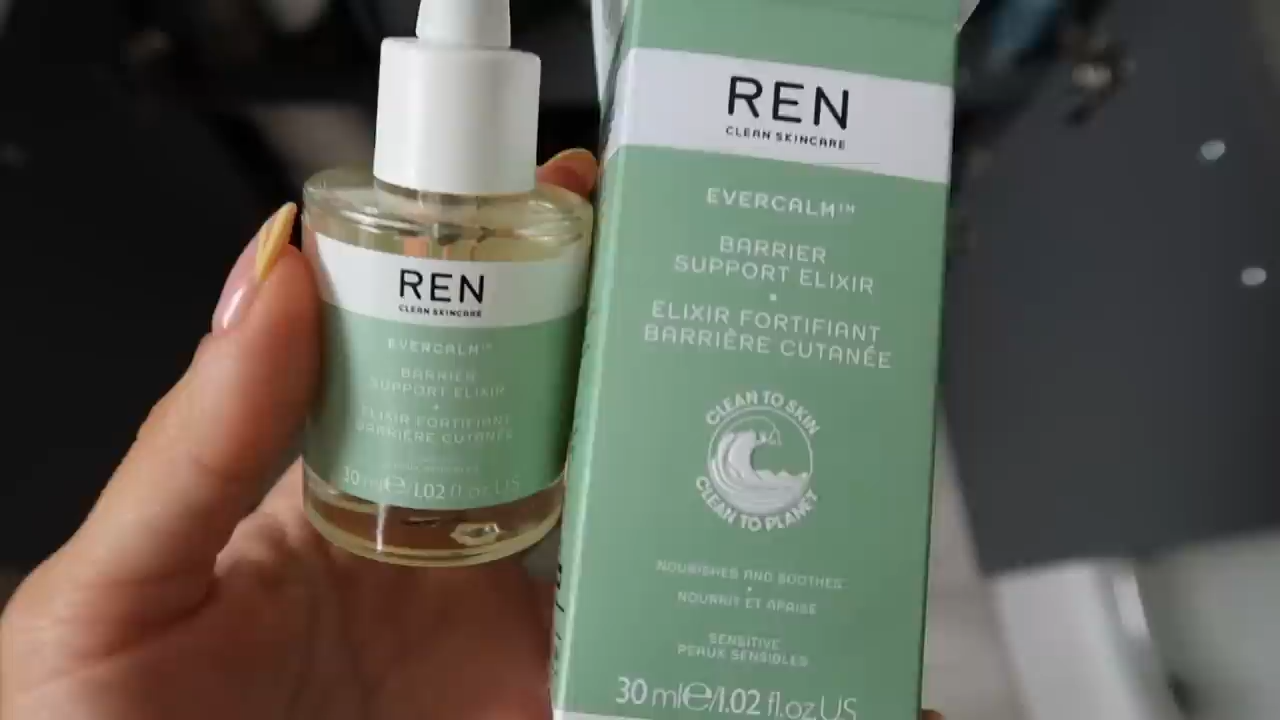 REN
CLEAN SKINCARE
EVERCALM™
BARRIER
SUPPORT ELIXIR
ELIXIR FORTIFIANT
BARRIÈRE CUTANÉE
30 ml e/1.02 fl.oz US
REN
CLEAN SKINCARE
EVERCALM™
BARRIER
SUPPORT ELIXIR
•
ELIXIR FORTIFIANT
BARRIÈRE CUTANÉE
CLEAN TO SKIN
CLEAN TO PLANET
NOURISHES AND SOOTHES
•
NOURRIT ET APAISE
SENSITIVE
PEAUX SENSIBLES
30 ml℮/1.02 fl.oz US